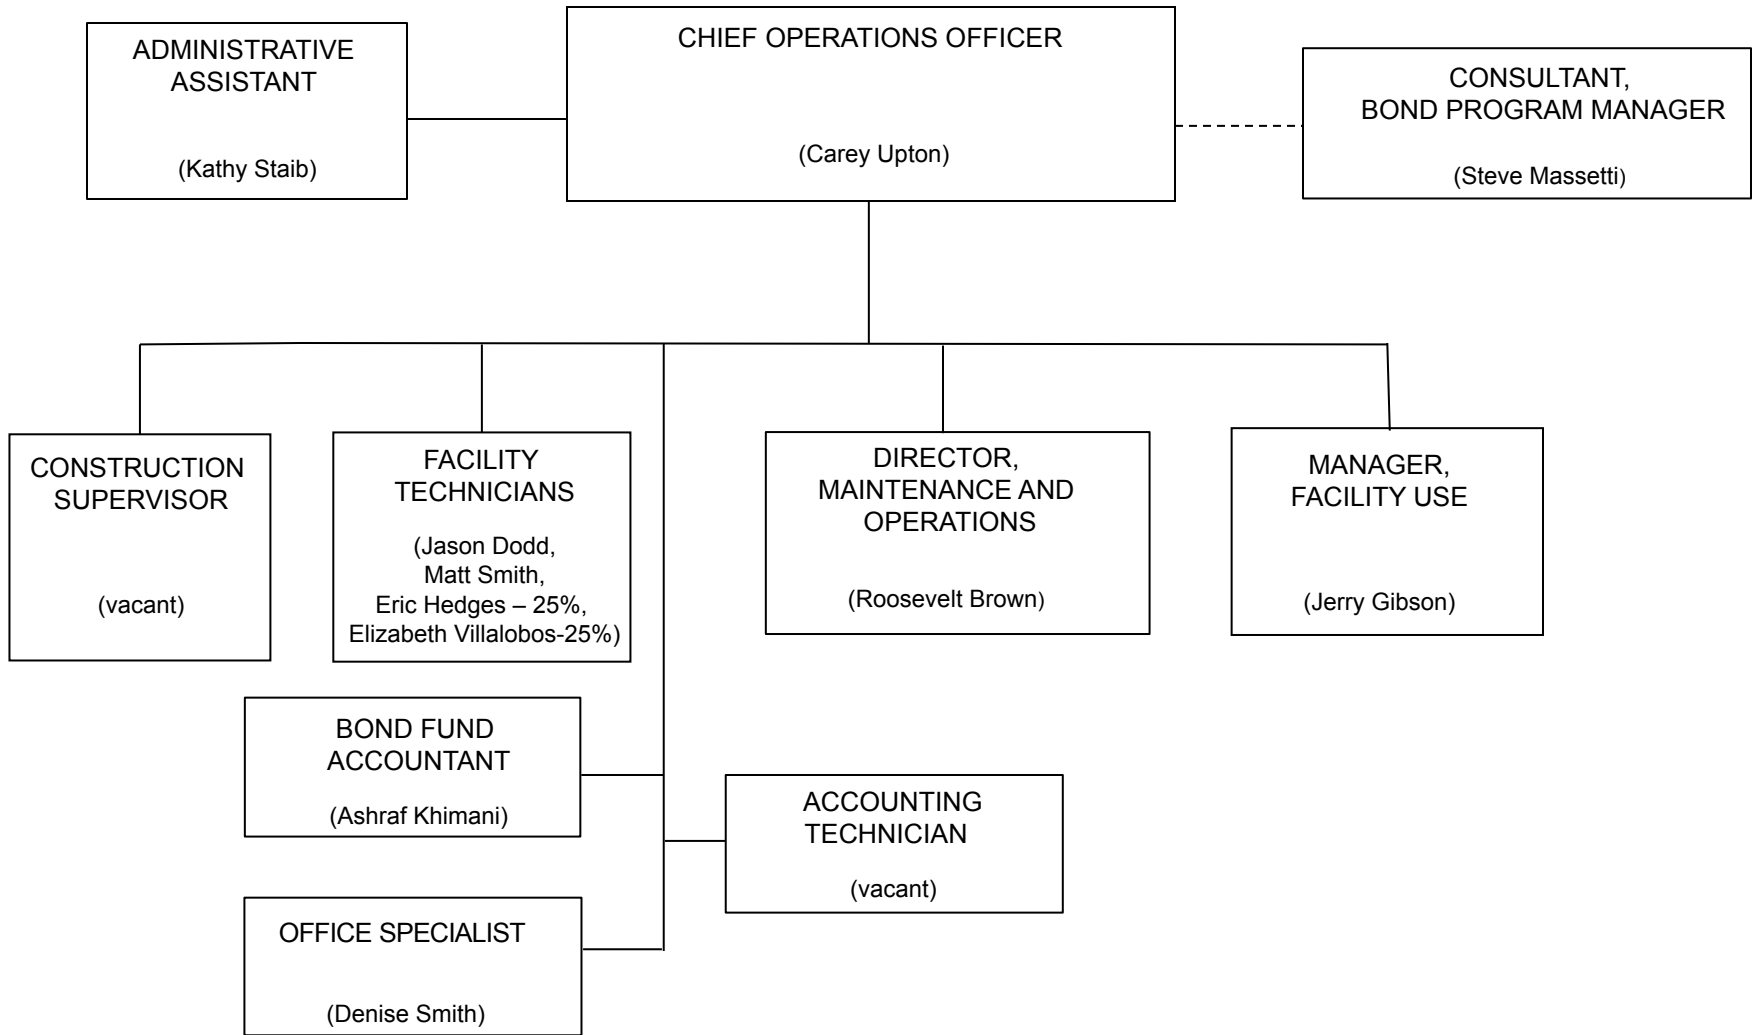 ADMINISTRATIVE
ASSISTANT
(Kathy Staib)
CHIEF OPERATIONS OFFICER
(Carey Upton)
CONSULTANT,
BOND PROGRAM MANAGER
(Steve Massetti)
CONSTRUCTION
SUPERVISOR
(vacant)
FACILITY
TECHNICIANS
(Jason Dodd,
Matt Smith,
Eric Hedges – 25%,
Elizabeth Villalobos-25%)
DIRECTOR,
MAINTENANCE AND
OPERATIONS
(Roosevelt Brown)
MANAGER,
FACILITY USE
(Jerry Gibson)
BOND FUND
ACCOUNTANT
(Ashraf Khimani)
ACCOUNTING
TECHNICIAN
(vacant)
OFFICE SPECIALIST
(Denise Smith)